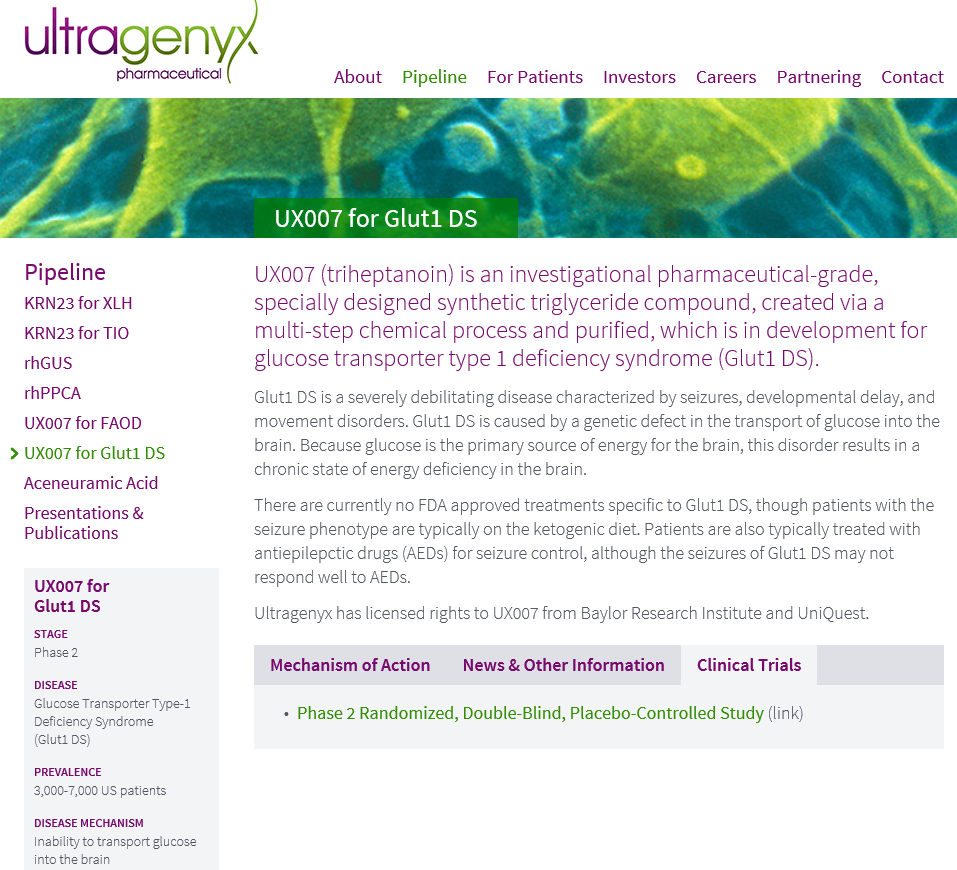 ultragenyx
pharmaceutical
About Pipeline For Patients Investors Careers Partnering Contact
UX007 for Glut1 DS
Pipeline
KRN23 for XLH
KRN23 for TIO
rhGUS
rhPPCA
UX007 for FAOD
UX007 for Glut1 DS
Aceneuramic Acid
Presentations &
Publications
UX007 for
Glut1 DS
STAGE
Phase 2
DISEASE
Glucose Transporter Type-1
Deficiency Syndrome
(Glut1 DS)
PREVALENCE
3,000-7,000 US patients
DISEASE MECHANISM
Inability to transport glucose
into the brain
UX007 (triheptanoin) is an investigational pharmaceutical-grade,
specially designed synthetic triglyceride compound, created via a
multi-step chemical process and purified, which is in development for
glucose transporter type 1 deficiency syndrome (Glut1 DS).
Glut1 DS is a severely debilitating disease characterized by seizures, developmental delay, and
movement disorders. Glut1 DS is caused by a genetic defect in the transport of glucose into the
brain. Because glucose is the primary source of energy for the brain, this disorder results in a
chronic state of energy deficiency in the brain.
There are currently no FDA approved treatments specific to Glut1 DS, though patients with the
seizure phenotype are typically on the ketogenic diet. Patients are also typically treated with
antiepilepctic drugs (AEDs) for seizure control, although the seizures of Glut1 DS may not
respond well to AEDs.
Ultragenyx has licensed rights to UX007 from Baylor Research Institute and UniQuest.
Mechanism of Action News & Other Information Clinical Trials
• Phase 2 Randomized, Double-Blind, Placebo-Controlled Study (link)